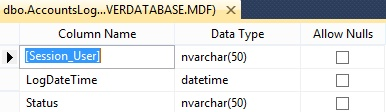 dbo.AccountsLog...VERDATABASE.MDF)
Column Name Data Type Allow Nulls
[Session_User] nvarchar(50)
LogDateTime datetime
Status nvarchar(50)